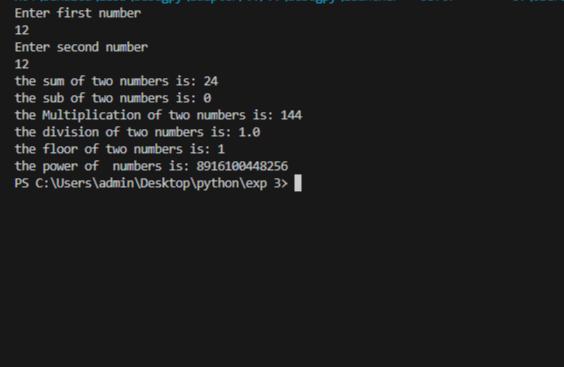 Enter first number
12
Enter second number
12
the sum of two numbers is: 24
the sub of two numbers is: 0
the Multiplication of two numbers is: 144
the division of two numbers is: 1.0
the floor of two numbers is: 1
the power of  numbers is: 8916100448256
PS C:\Users\admin\Desktop\python\exp 3>